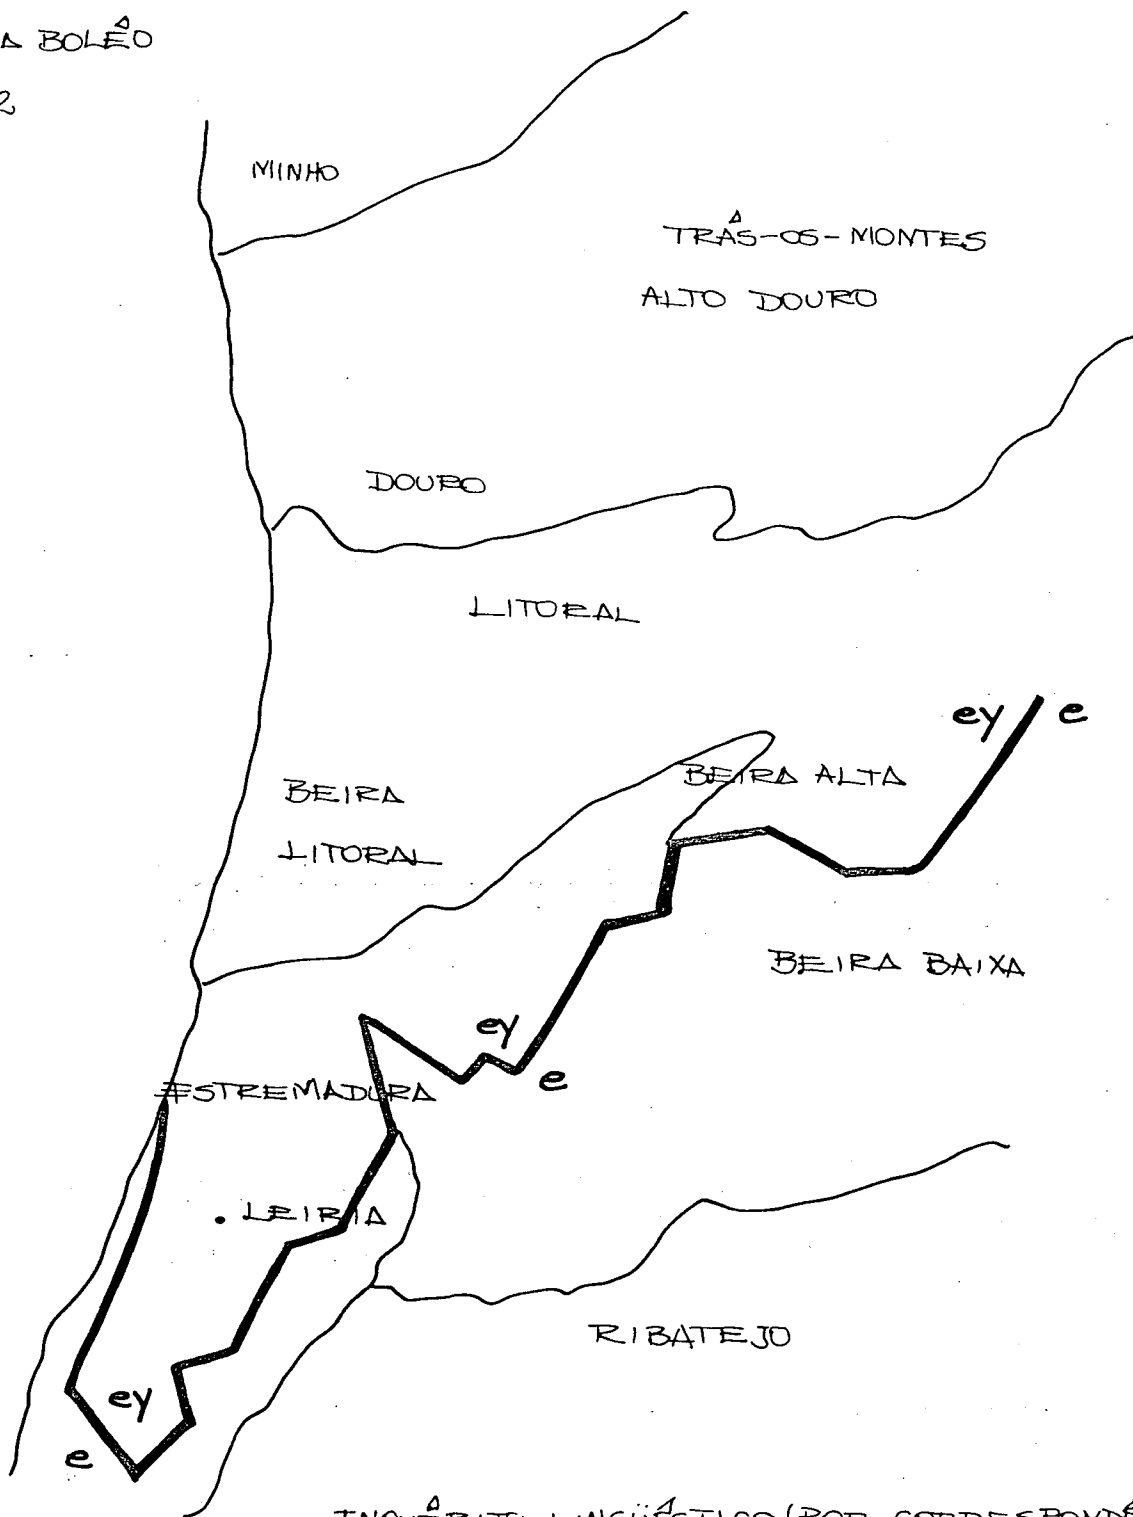 BOLÊO
2
MINHO
TRÁS-OS-MONTES
ALTO DOURO
DOURO
LITORAL
ey e
BEIRA ALTA
BEIRA
LITORAL
BEIRA BAIXA
ey
e
ESTREMADURA
. LEIRIA
RIBATEJO
ey
e